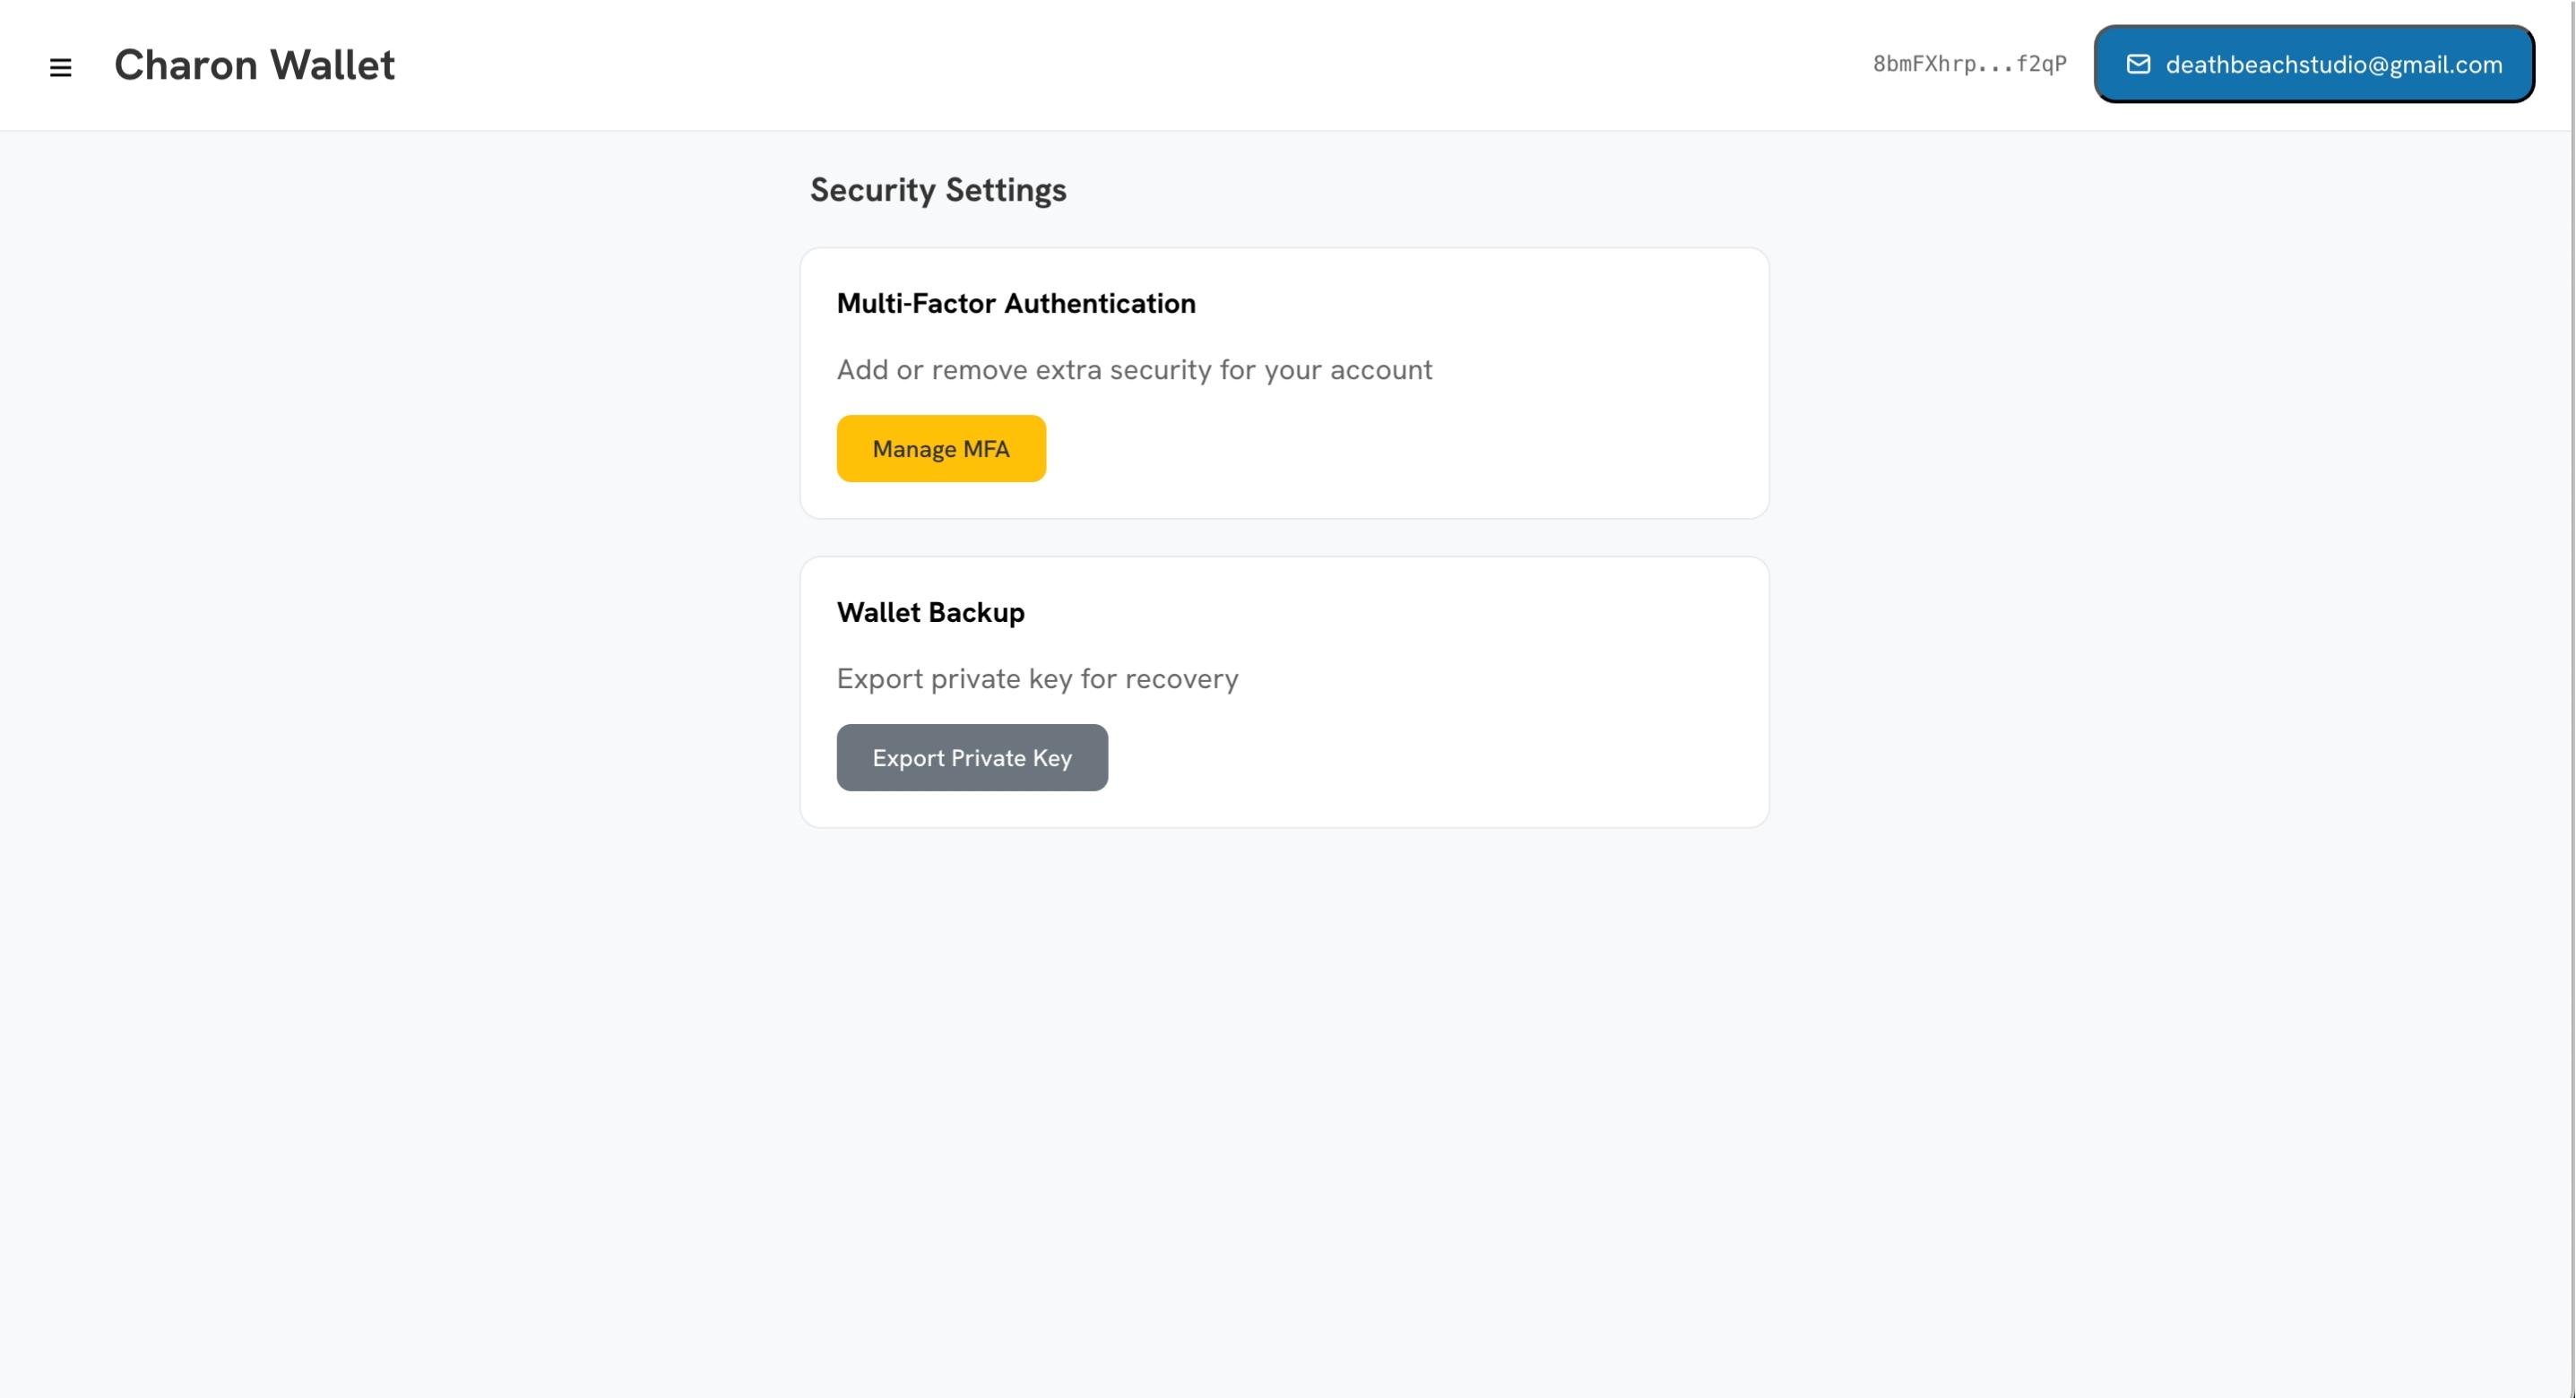 Charon Wallet
8bmFXhrp...f2qP
deathbeachstudio@gmail.com
Security Settings
Multi-Factor Authentication
Add or remove extra security for your account
Manage MFA
Wallet Backup
Export private key for recovery
Export Private Key